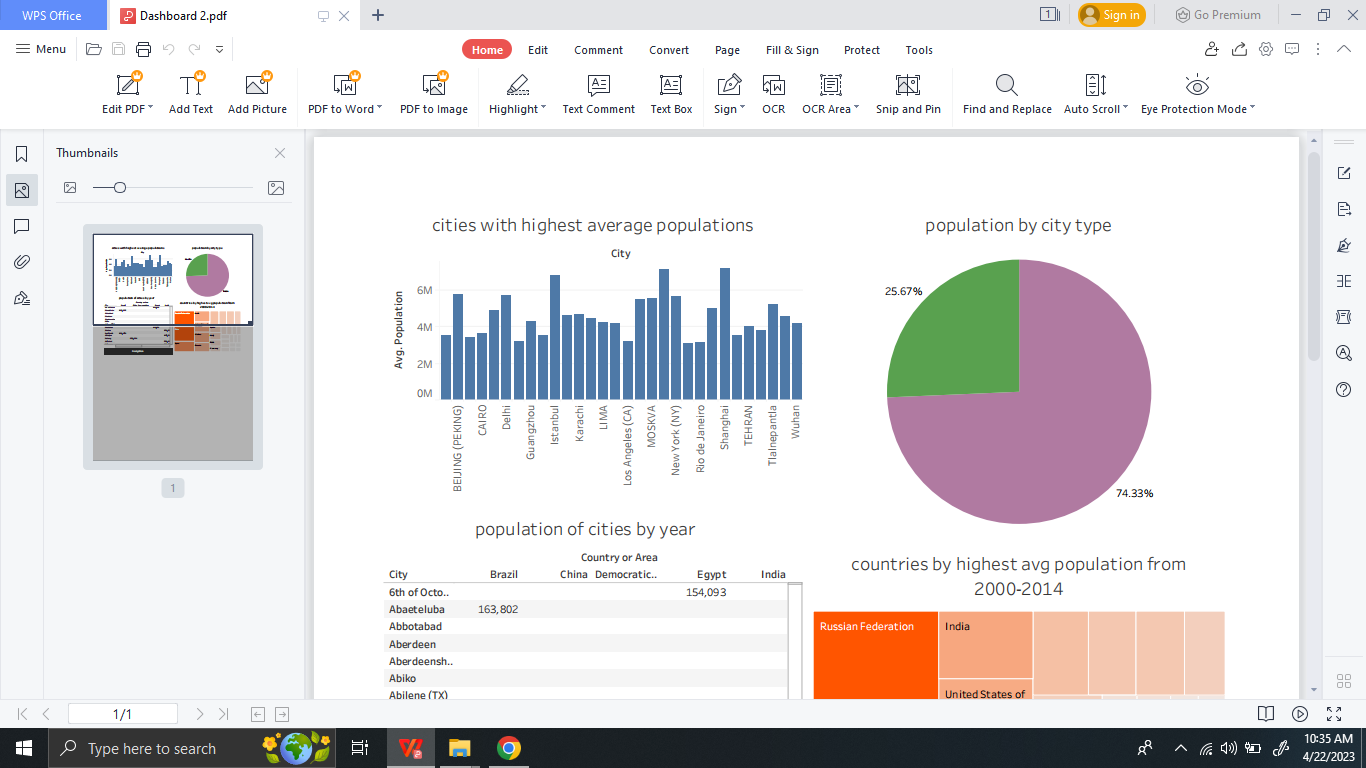 WPS Office
Dashboard 2.pdf
1
Sign in
Go Premium
Menu
Home
Edit
Comment
Convert
Page
Fill & Sign
Protect
Tools
Edit PDF
Add Text
Add Picture
PDF to Word
PDF to Image
Highlight
Text Comment
Text Box
Sign
OCR
OCR Area
Snip and Pin
Find and Replace
Auto Scroll
Eye Protection Mode
Thumbnails
1
cities with highest average populations
City
Avg. Population
6M
4M
2M
0M
BEIJING (PEKING)
CAIRO
Delhi
Guangzhou
Istanbul
Karachi
LIMA
Los Angeles (CA)
MOSKVA
New York (NY)
Rio de Janeiro
Shanghai
TEHRAN
Tlalnepantla
Wuhan
population by city type
25.67%
74.33%
population of cities by year
Country or Area
City Brazil China Democratic.. Egypt India
6th of Octo.. 154,093
Abaeteluba 163,802
Abbotabad
Aberdeen
Aberdeensh..
Abiko
Abilene (TX)
countries by highest avg population from
2000-2014
Russian Federation
India
United States of
1/1
Type here to search
10:35 AM
4/22/2023